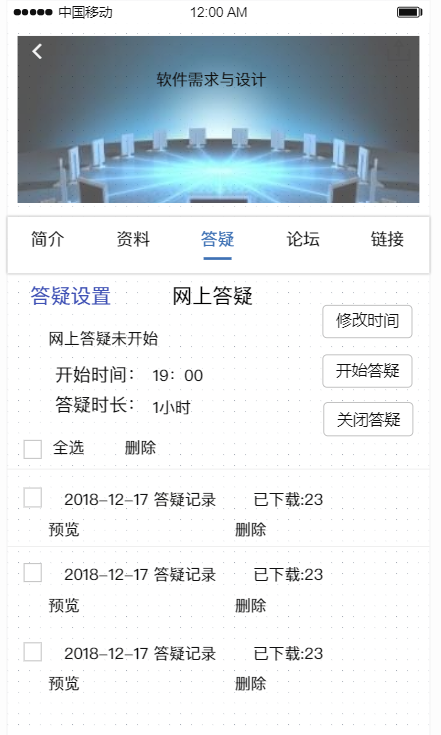 中国移动 12:00 AM
软件需求与设计
简介 资料 答疑 论坛 链接
答疑设置 网上答疑
修改时间
网上答疑未开始
开始时间： 19：00
开始答疑
答疑时长： 1小时
关闭答疑
全选 删除
2018-12-17 答疑记录 已下载:23
预览 删除
2018-12-17 答疑记录 已下载:23
预览 删除
2018-12-17 答疑记录 已下载:23
预览 删除